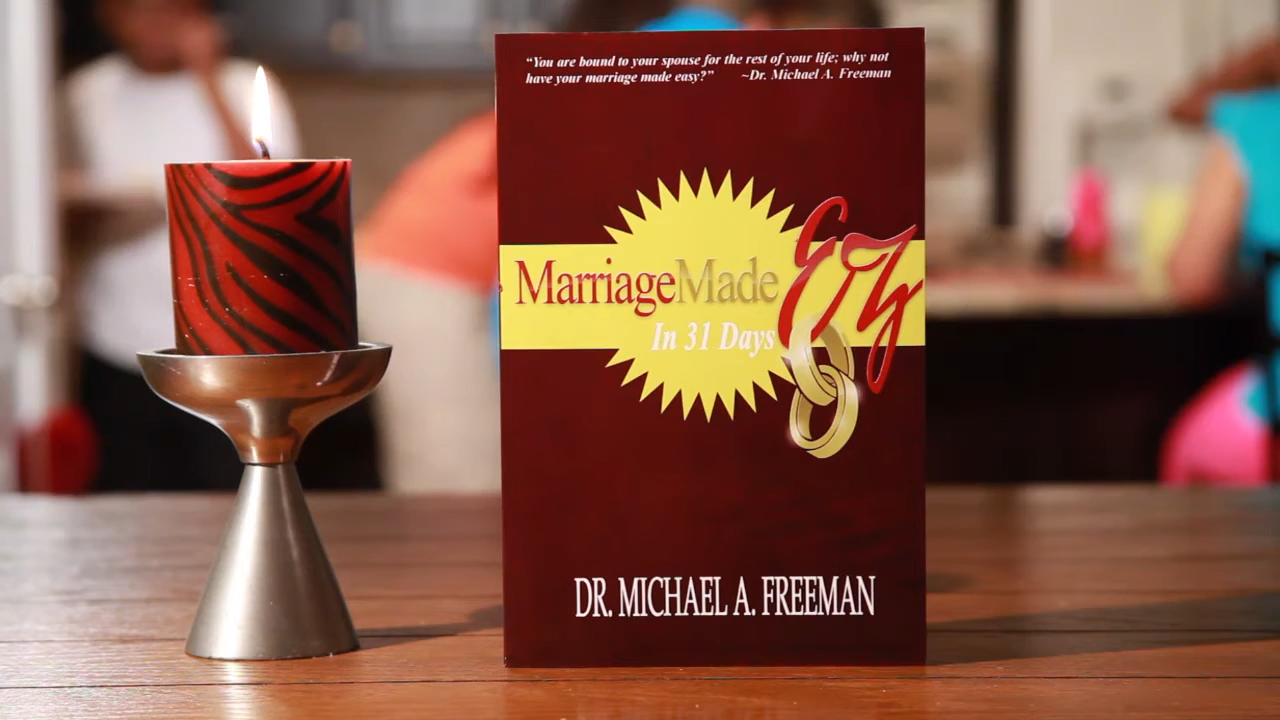 “You are bound to your spouse for the rest of your life; why not
have your marriage made easy?” ~Dr. Michael A. Freeman
MarriageMade EZ
In 31 Days
DR. MICHAEL A. FREEMAN